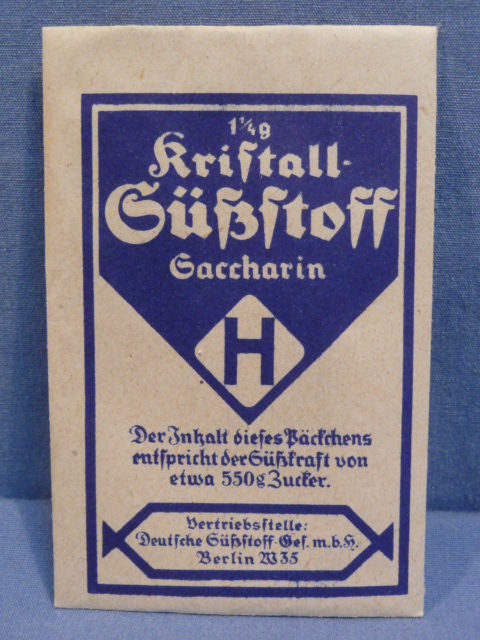 1¼g
Kristall-
Süßstoff
Saccharin
H
Der Inhalt dieses Päckchens
entspricht der Süßkraft von
etwa 550g Zucker.
Vertriebsstelle:
Deutsche Süßstoff-Ges. m. b. H.
Berlin W35